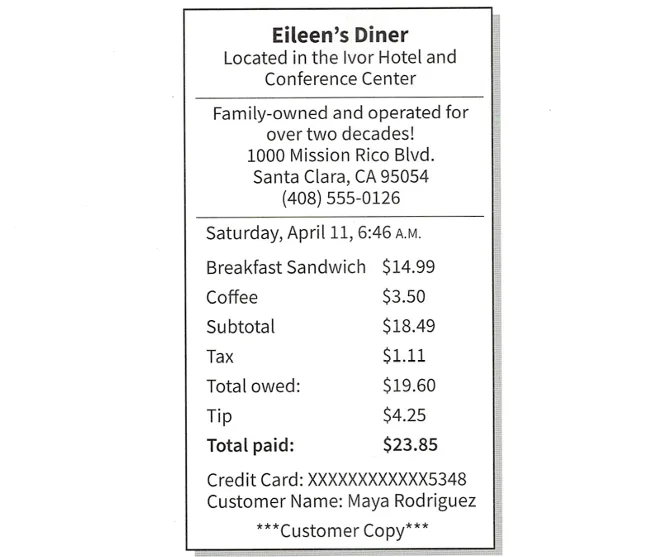 Eileen's Diner
Located in the Ivor Hotel and
Conference Center
Family-owned and operated for
over two decades!
1000 Mission Rico Blvd.
Santa Clara, CA 95054
(408) 555-0126
Saturday, April 11, 6:46 A.M.
Breakfast Sandwich $14.99
Coffee $3.50
Subtotal $18.49
Tax $1.11
Total owed: $19.60
Tip $4.25
Total paid: $23.85
Credit Card: XXXXXXXXXXXX5348
Customer Name: Maya Rodriguez
***Customer Copy***